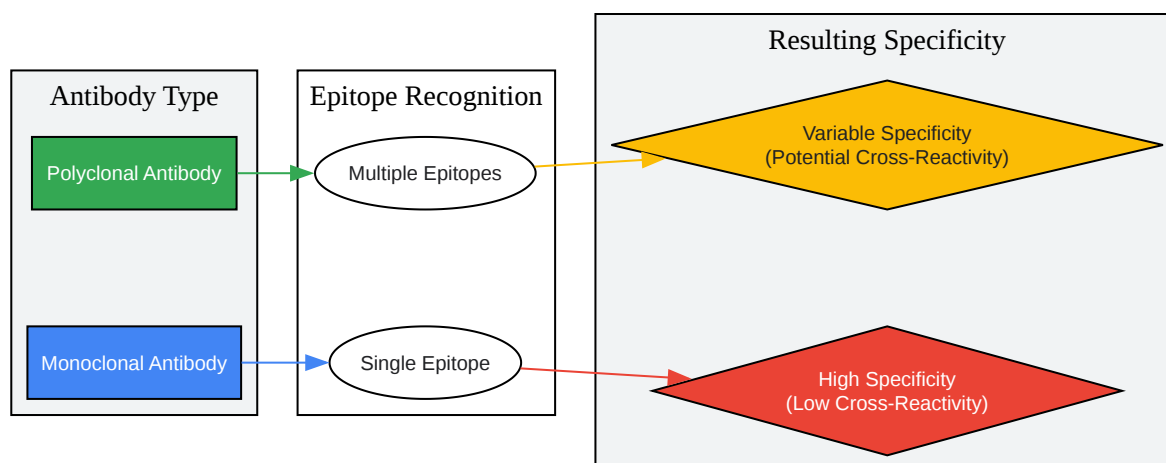 Resulting Specificity
Antibody Type
Epitope Recognition
Polyclonal Antibody
Multiple Epitopes
Variable Specificity
(Potential Cross-Reactivity)
Monoclonal Antibody
Single Epitope
High Specificity
(Low Cross-Reactivity)